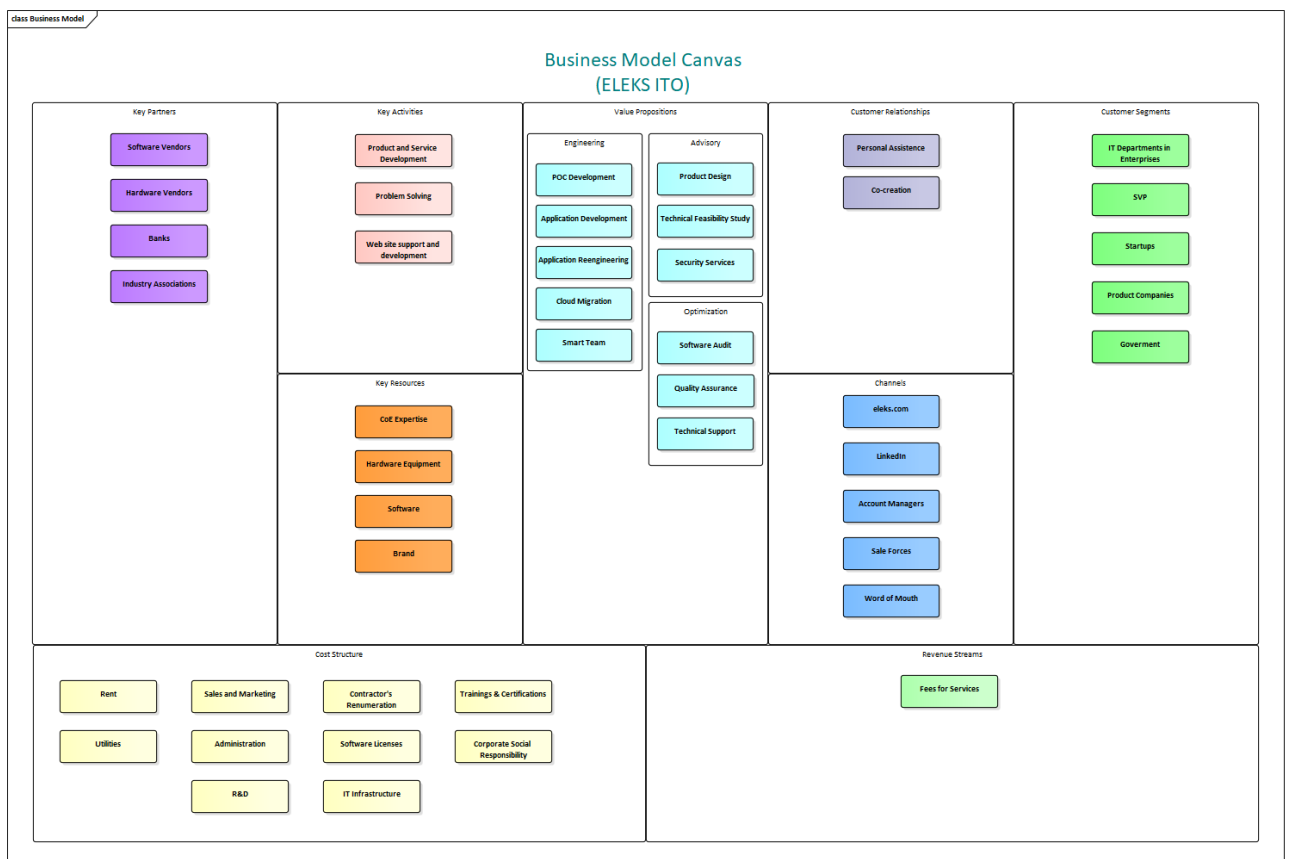 class Business Model
Business Model Canvas
(ELEKS ITO)
Key Partners
Software Vendors
Hardware Vendors
Banks
Industry Associations
Key Activities
Product and Service
Development
Problem Solving
Web site support and
development
Key Resources
CoE Expertise
Hardware Equipment
Software
Brand
Value Propositions
Engineering
POC Development
Application Development
Application Reengineering
Cloud Migration
Smart Team
Advisory
Product Design
Technical Feasibility Study
Security Services
Optimization
Software Audit
Quality Assurance
Technical Support
Customer Relationships
Personal Assistence
Co-creation
Channels
eleks.com
LinkedIn
Account Managers
Sale Forces
Word of Mouth
Customer Segments
IT Departments in
Enterprises
SVP
Startups
Product Companies
Goverment
Cost Structure
Rent
Sales and Marketing
Contractor's
Renumeration
Trainings & Certifications
Utilities
Administration
Software Licenses
Corporate Social
Responsibility
R&D
IT Infrastructure
Revenue Streams
Fees for Services